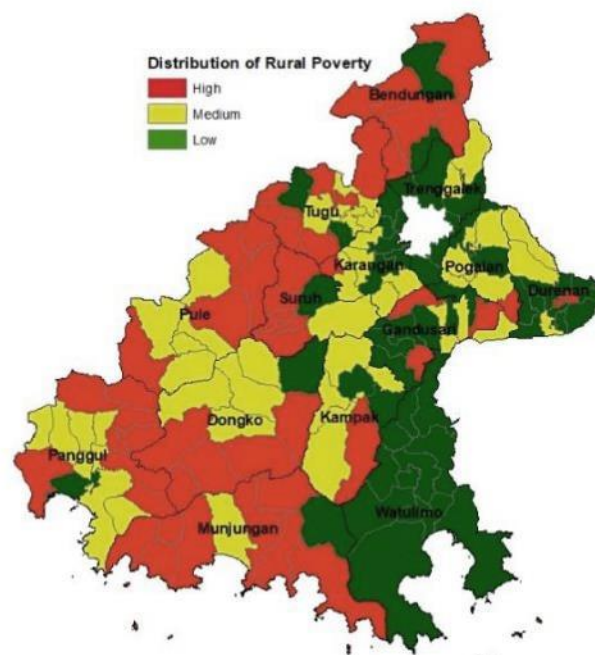 Distribution of Rural Poverty
High
Medium
Low
Bendungan
Trenggalek
Tugu
Karangan
Pogalan
Suruh
Durenan
Pule
Gandusari
Dongko
Kampak
Panggul
Watulimo
Munjungan